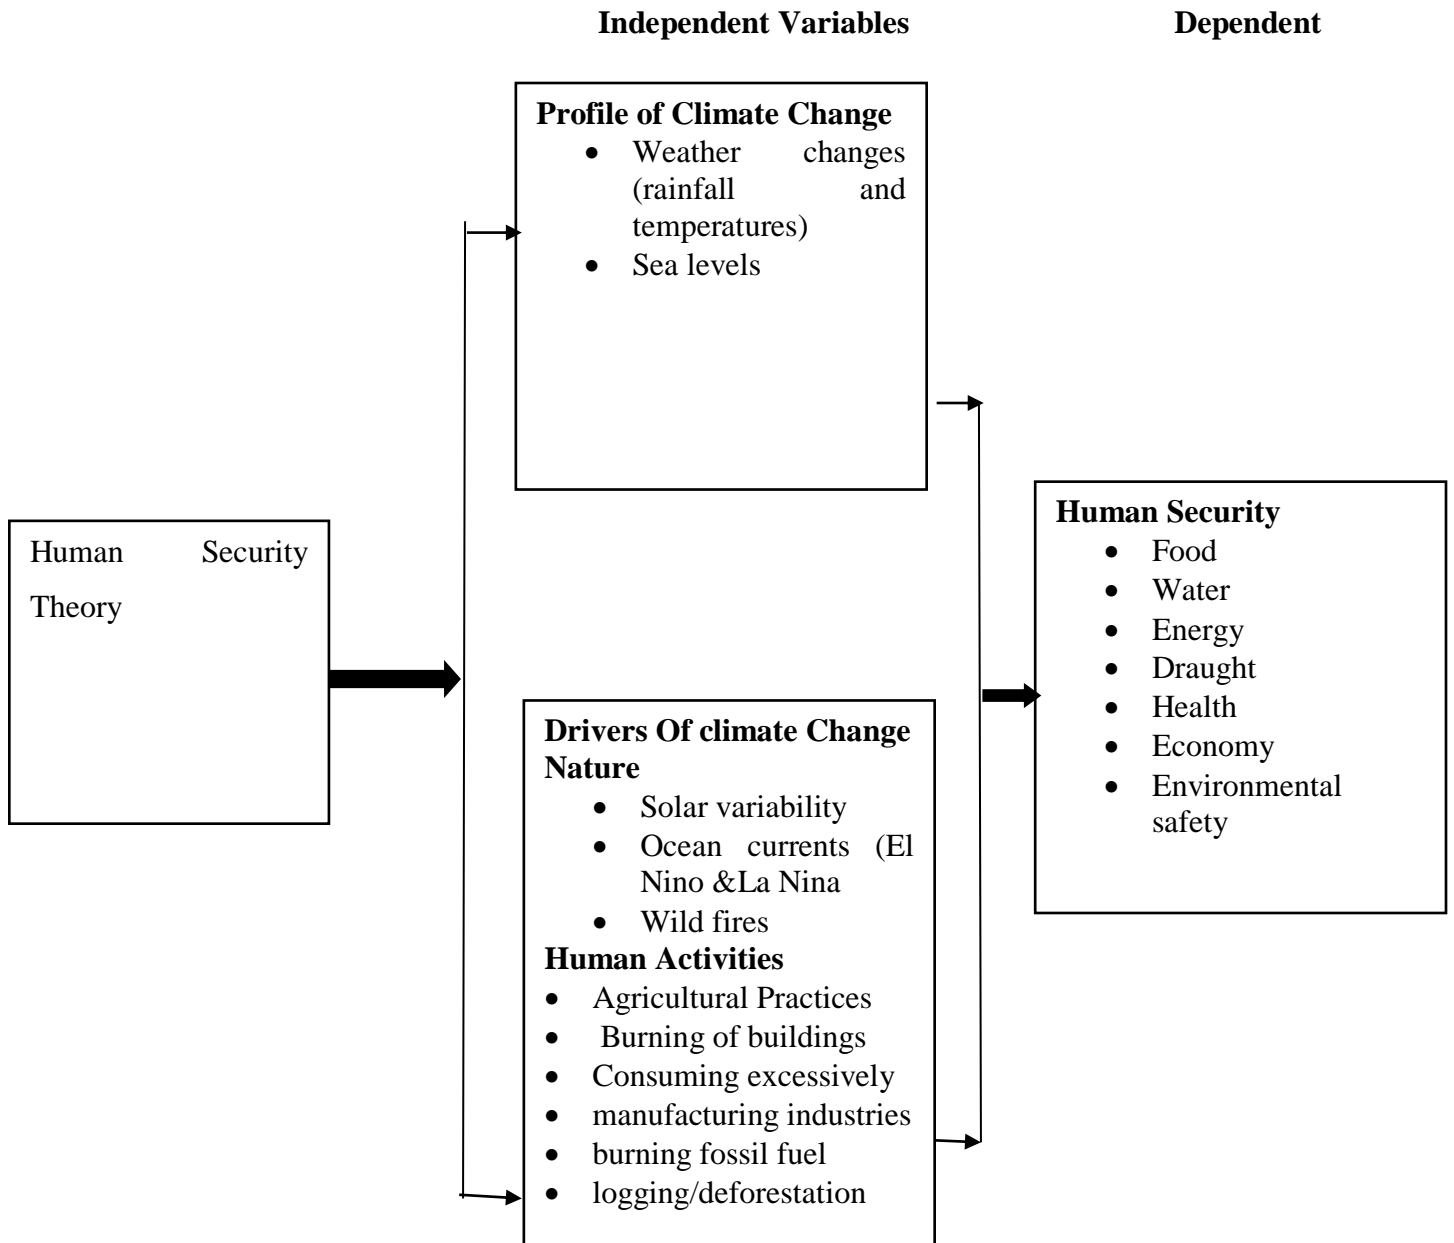 Independent Variables
Dependent
Profile of Climate Change
• Weather changes
(rainfall and
temperatures)
• Sea levels
Human Security
Theory
Drivers Of climate Change
Nature
• Solar variability
• Ocean currents (El
Nino &La Nina
• Wild fires
Human Activities
• Agricultural Practices
• Burning of buildings
• Consuming excessively
• manufacturing industries
• burning fossil fuel
• logging/deforestation
Human Security
• Food
• Water
• Energy
• Draught
• Health
• Economy
• Environmental
safety